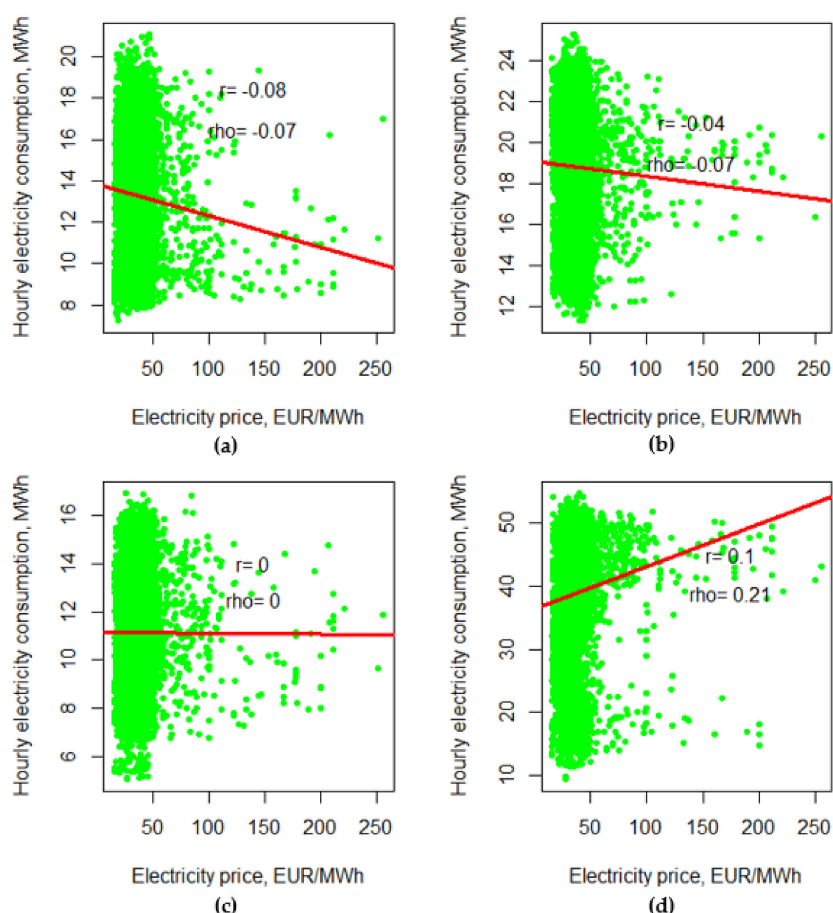 Hourly electricity consumption, MWh
20
18
16
14
12
10
8
r= -0.08
rho= -0.07
50 100 150 200 250
Electricity price, EUR/MWh
(a)
Hourly electricity consumption, MWh
24
22
20
18
16
14
12
r= -0.04
rho= -0.07
50 100 150 200 250
Electricity price, EUR/MWh
(b)
Hourly electricity consumption, MWh
16
14
12
10
8
6
r= 0
rho= 0
50 100 150 200 250
Electricity price, EUR/MWh
(c)
Hourly electricity consumption, MWh
50
40
30
20
10
r= 0.1
rho= 0.21
50 100 150 200 250
Electricity price, EUR/MWh
(d)